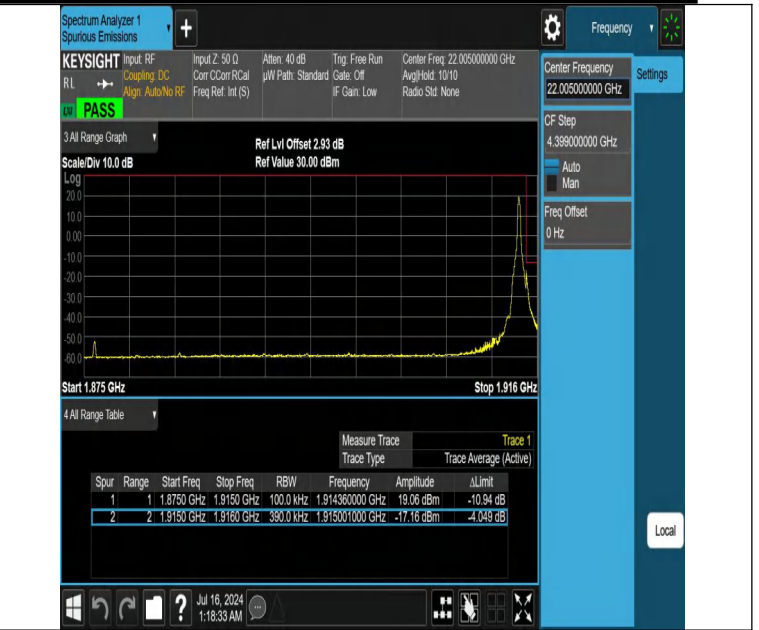 Spectrum Analyzer 1
Spurious Emissions
Frequency
KEYSIGHT Input: RF Input Z: 50 Ω Atten: 40 dB Trig: Free Run Center Freq: 22.005000000 GHz
RL Coupling: DC Corr CCorr RCal µW Path: Standard Gate: Off Avg|Hold: 10/10
Align: Auto/No RF Freq Ref: Int (S) IF Gain: Low Radio Std: None
PASS
Center Frequency
22.005000000 GHz
Settings
CF Step
4.399000000 GHz
Auto
Man
Freq Offset
0 Hz
3 All Range Graph
Ref Lvl Offset 2.93 dB
Scale/Div 10.0 dB Ref Value 30.00 dBm
Log
20.0
10.0
0.00
-10.0
-20.0
-30.0
-40.0
-50.0
-60.0
Start 1.875 GHz Stop 1.916 GHz
4 All Range Table
Measure Trace Trace 1
Trace Type Trace Average (Active)
Spur Range Start Freq Stop Freq RBW Frequency Amplitude ΔLimit
1 1 1.8750 GHz 1.9150 GHz 100.0 kHz 1.914360000 GHz 19.06 dBm -10.94 dB
2 2 1.9150 GHz 1.9160 GHz 390.0 kHz 1.915001000 GHz -17.16 dBm -4.049 dB
Local
Jul 16, 2024
1:18:33 AM